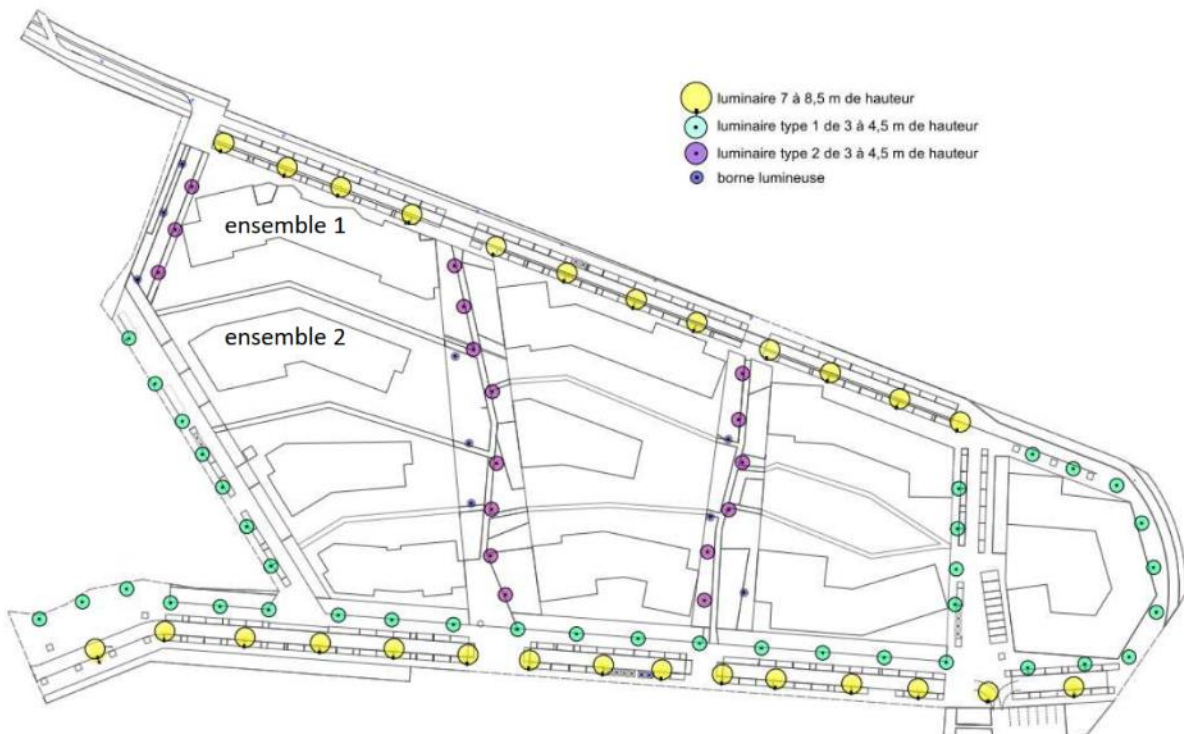 luminaire 7 à 8,5 m de hauteur
luminaire type 1 de 3 à 4,5 m de hauteur
luminaire type 2 de 3 à 4,5 m de hauteur
borne lumineuse
ensemble 1
ensemble 2